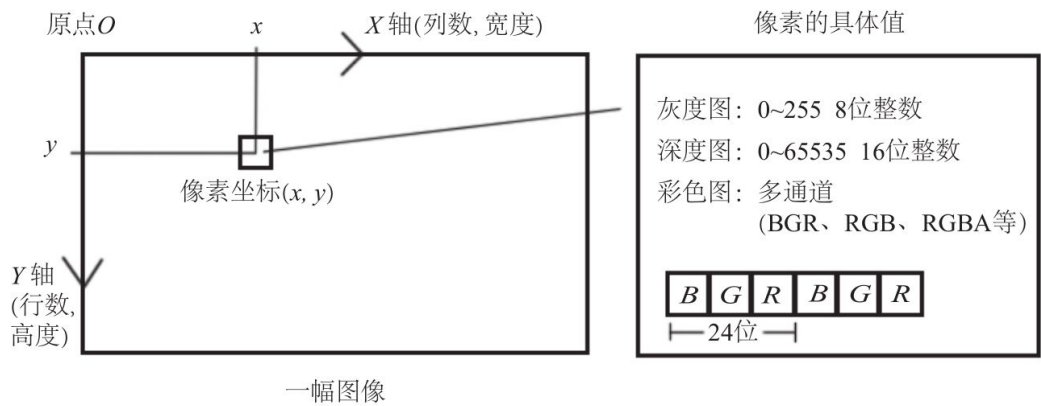 原点O
x
X 轴(列数, 宽度)
y
像素坐标(x, y)
Y 轴
(行数,
高度)
一幅图像
像素的具体值
灰度图：0~255 8位整数
深度图：0~65535 16位整数
彩色图：多通道
(BGR、RGB、RGBA等)
B G R B G R
24位